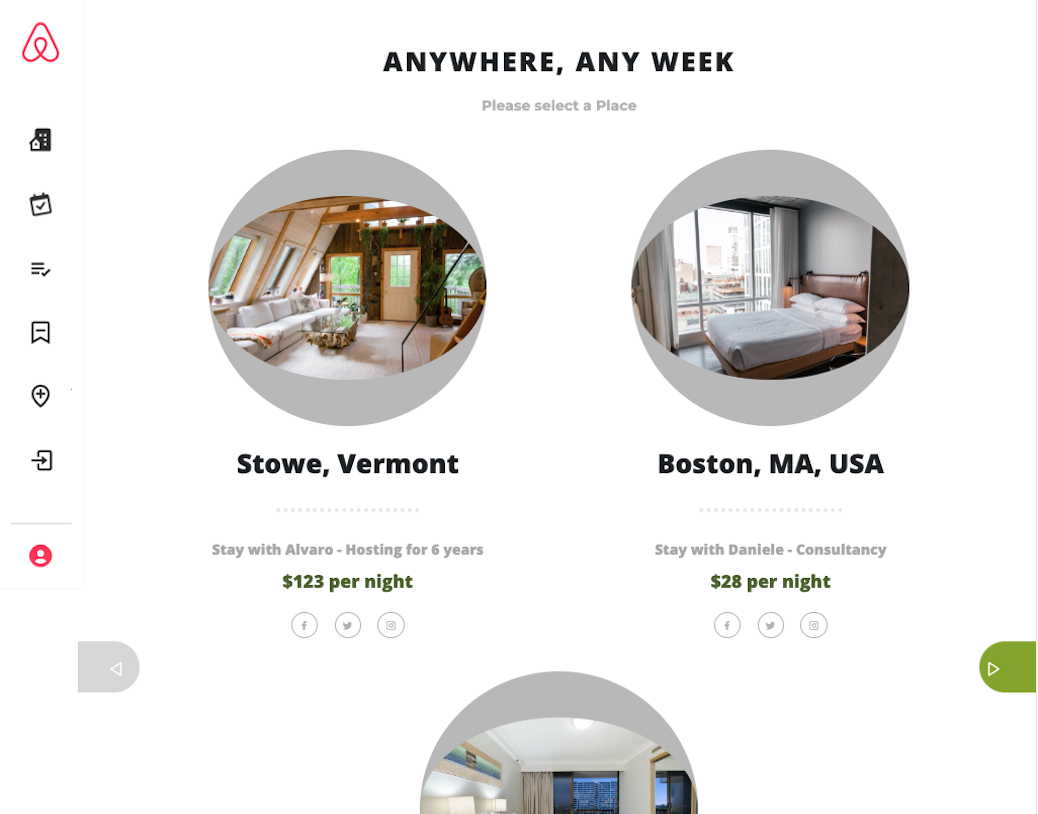 ANYWHERE, ANY WEEK
Please select a Place
Stowe, Vermont
Boston, MA, USA
Stay with Alvaro - Hosting for 6 years
Stay with Daniele - Consultancy
$123 per night
$28 per night